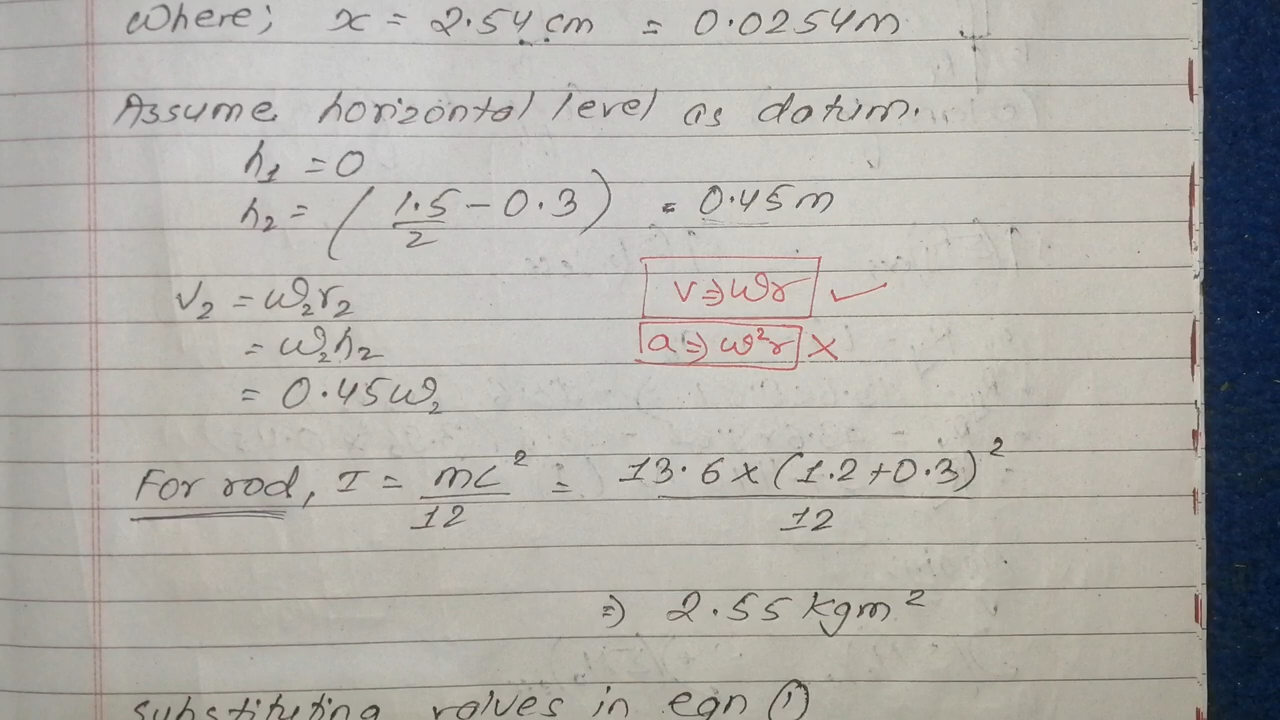 Where; x = 2.54 cm = 0.0254m
Assume horizontal level as datum.
h₁ = 0
h₂ = (1.5/2 - 0.3) = 0.45m
V₂ = ω₂r₂
= ω₂h₂
= 0.45ω₂
v ⇒ ωr ✓
a ⇒ ω²r ×
For rod, I = mL²/12 = 13.6 x (1.2+0.3)²/12
⇒ 2.55 kgm²
substituting values in eqn ①